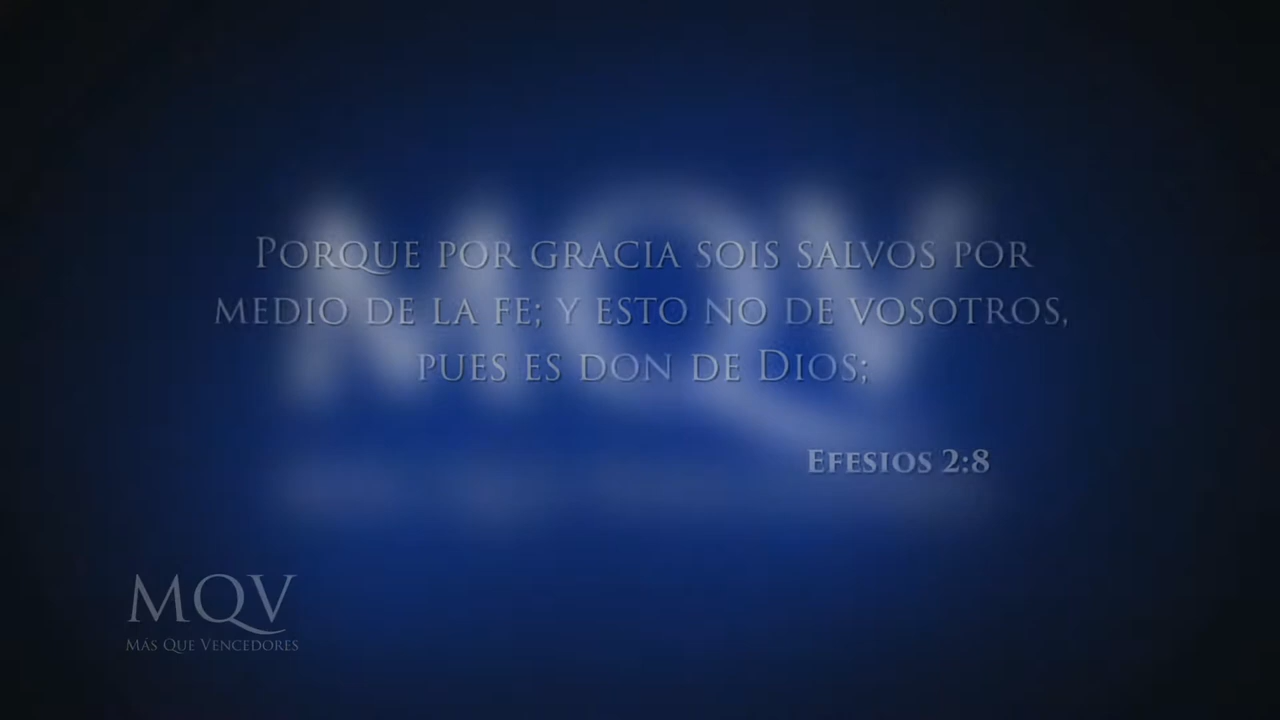 MQV
Porque por gracia sois salvos por
medio de la fe; y esto no de vosotros,
pues es don de Dios;
Efesios 2:8
MQV
Más Que Vencedores